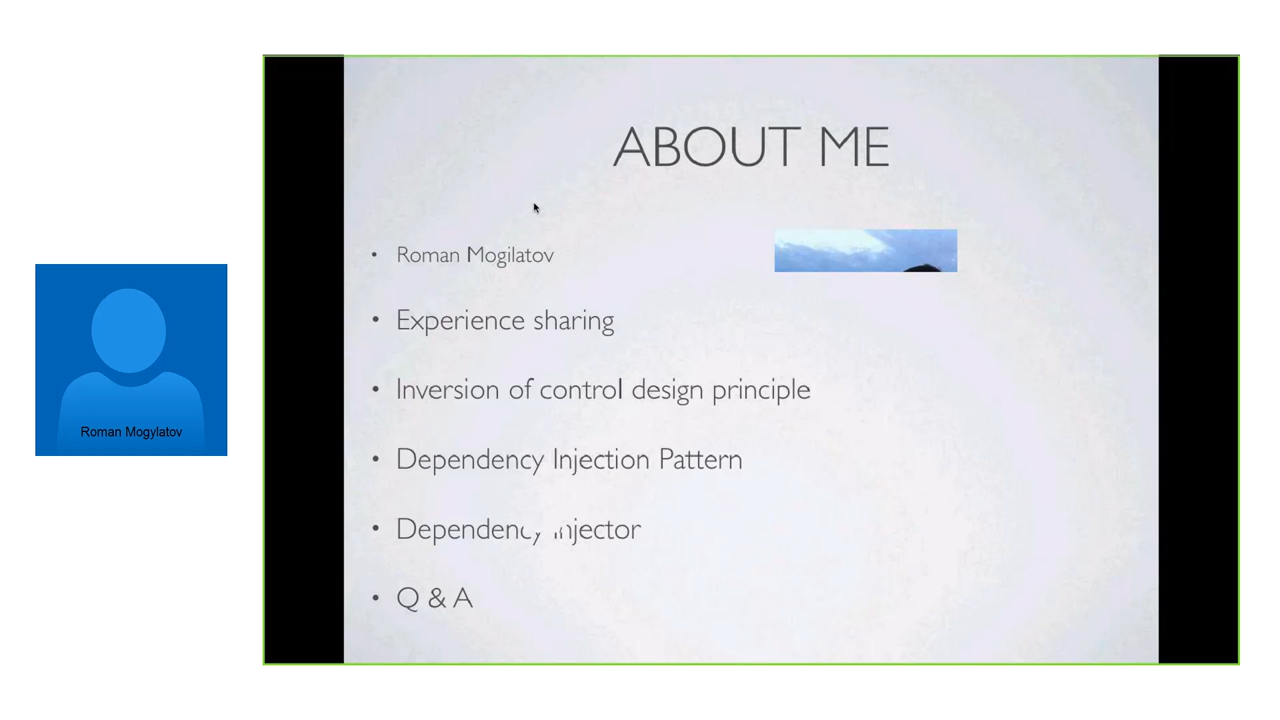 ABOUT ME
• Roman Mogilatov
• Experience sharing
• Inversion of control design principle
• Dependency Injection Pattern
• Dependency Injector
• Q & A
Roman Mogylatov